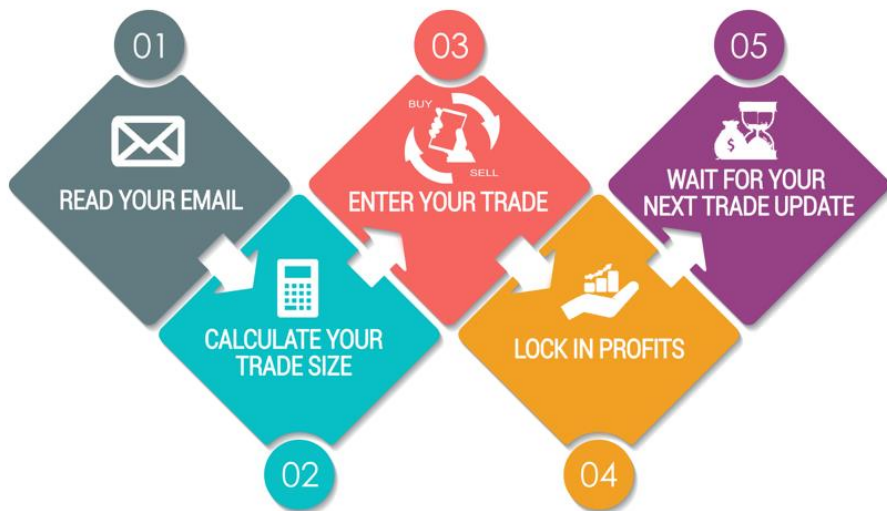 01
READ YOUR EMAIL
02
CALCULATE YOUR
TRADE SIZE
03
BUY
SELL
ENTER YOUR TRADE
04
LOCK IN PROFITS
05
$
WAIT FOR YOUR
NEXT TRADE UPDATE